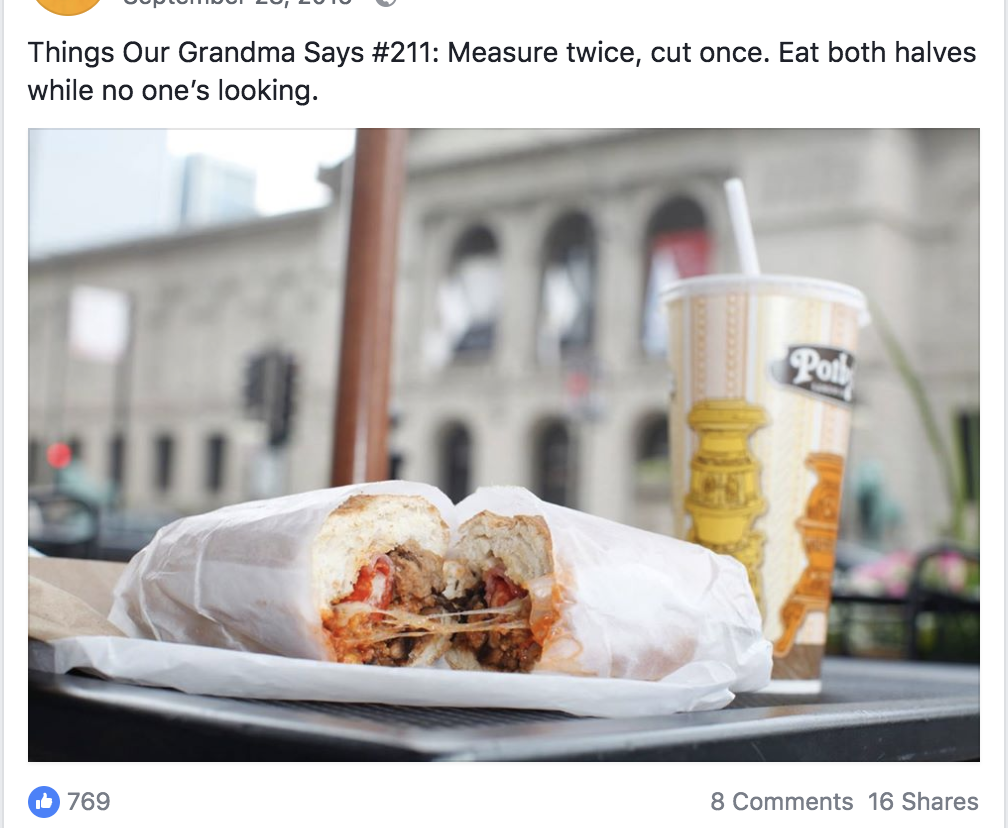 Things Our Grandma Says #211: Measure twice, cut once. Eat both halves
while no one’s looking.
Potb
769
8 Comments 16 Shares